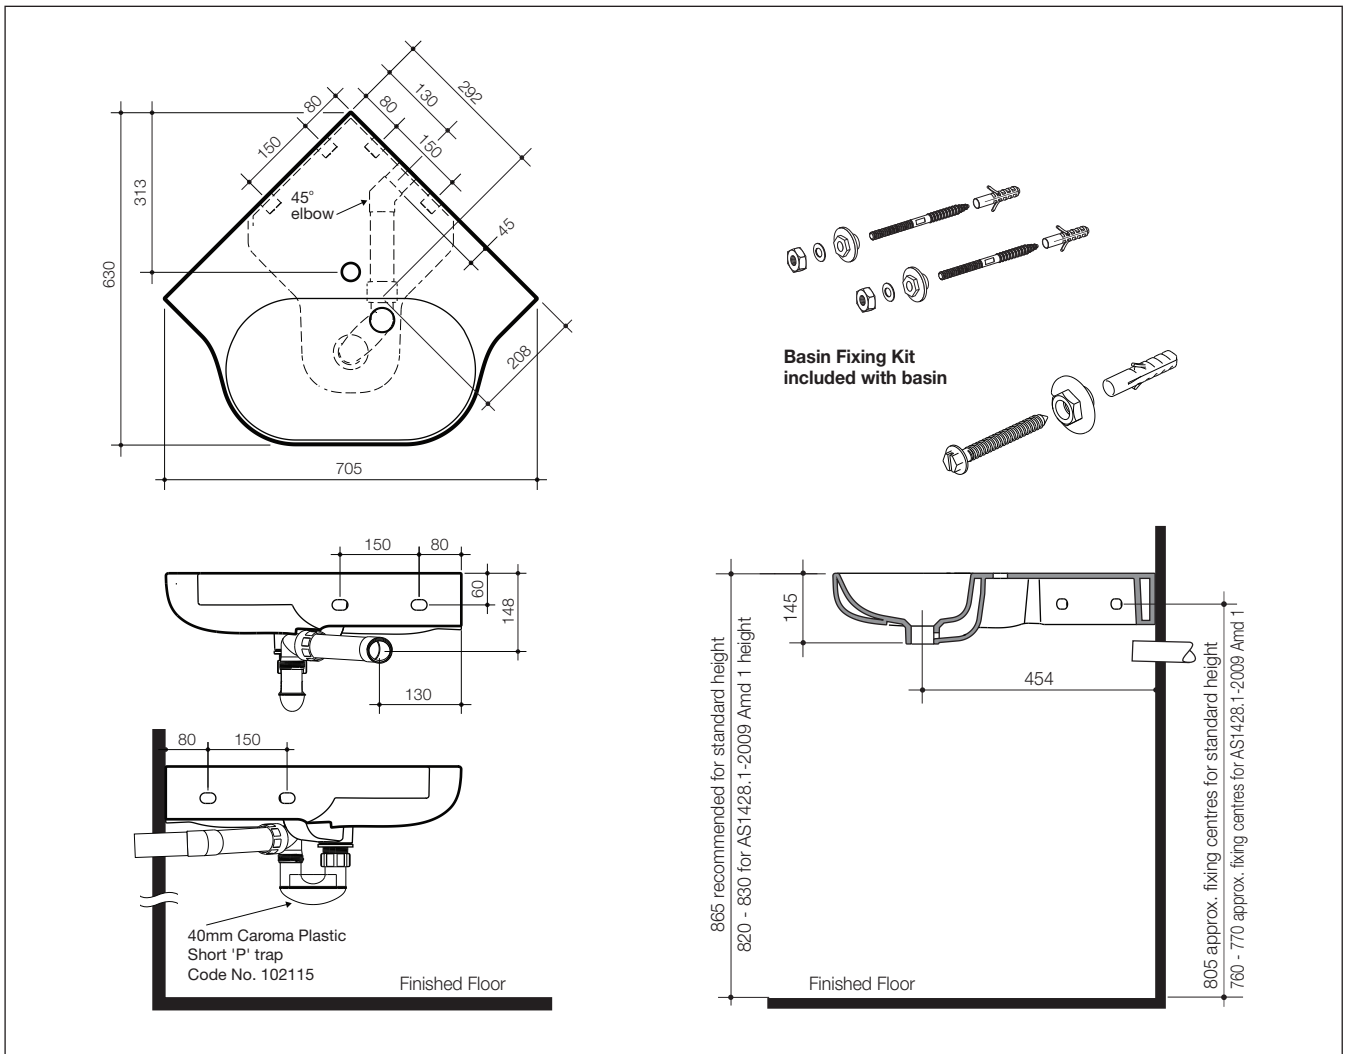 292
130
80
80
150
150
313
45°
elbow
45
630
208
705
Basin Fixing Kit
included with basin
150
80
60
148
130
80
150
40mm Caroma Plastic
Short 'P' trap
Code No. 102115
Finished Floor
145
454
865 recommended for standard height
820 - 830 for AS1428.1-2009 Amd 1 height
805 approx. fixing centres for standard height
760 - 770 approx. fixing centres for AS1428.1-2009 Amd 1
Finished Floor